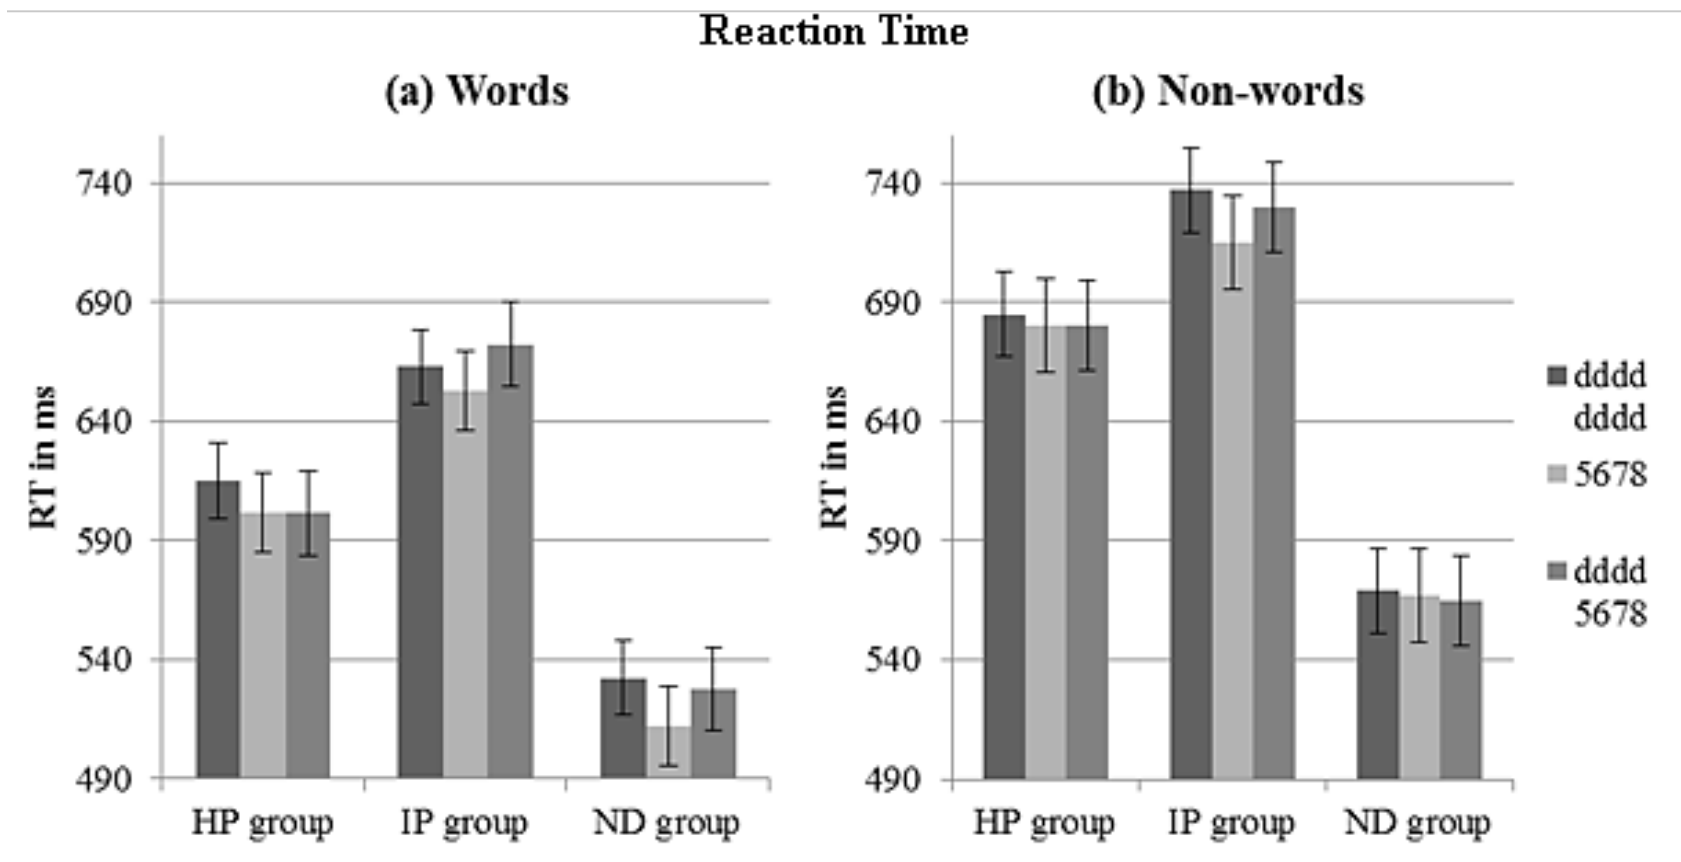 Reaction Time
(a) Words
740
690
640
590
540
490
RT in ms
HP group
IP group
ND group
(b) Non-words
740
690
640
590
540
490
RT in ms
HP group
IP group
ND group
dddd
dddd
5678
dddd
5678